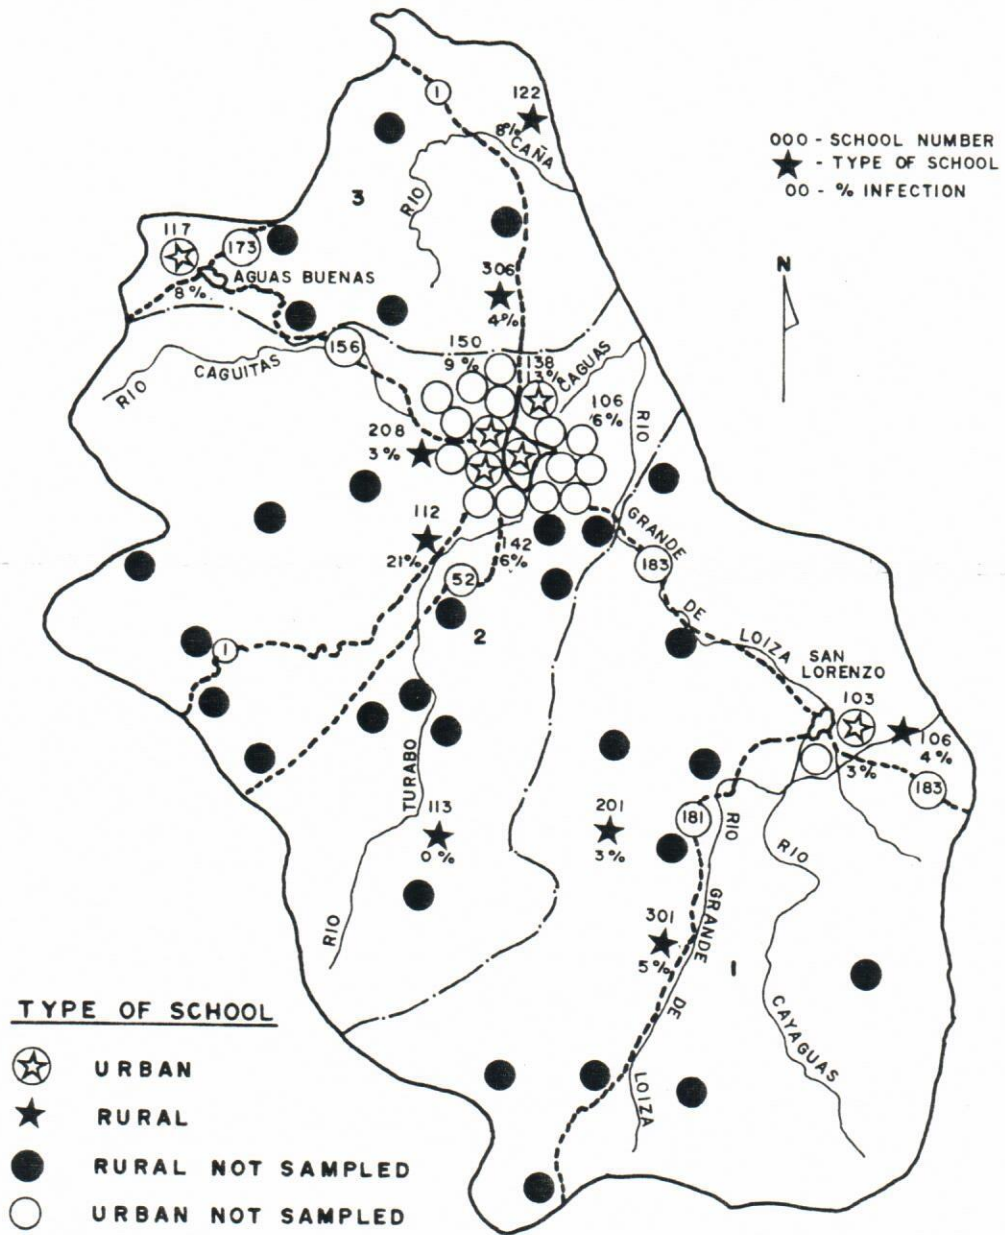 1
122
8%
CAÑA
RIO
3
000 - SCHOOL NUMBER
★ - TYPE OF SCHOOL
00 - % INFECTION
N
117
173
AGUAS BUENAS
8%
306
4%
156
150
9%
138
3%
CAGUAS
RIO CAGUITAS
106
6%
RIO
208
3%
112
21%
142
6%
52
GRANDE
183
DE
LOIZA
2
1
SAN
LORENZO
103
3%
106
4%
183
TURABO
RIO
113
0%
201
3%
181
RIO
GRANDE
DE
LOIZA
RIO
CAYAGUAS
301
5%
1
TYPE OF SCHOOL
URBAN
RURAL
RURAL NOT SAMPLED
URBAN NOT SAMPLED